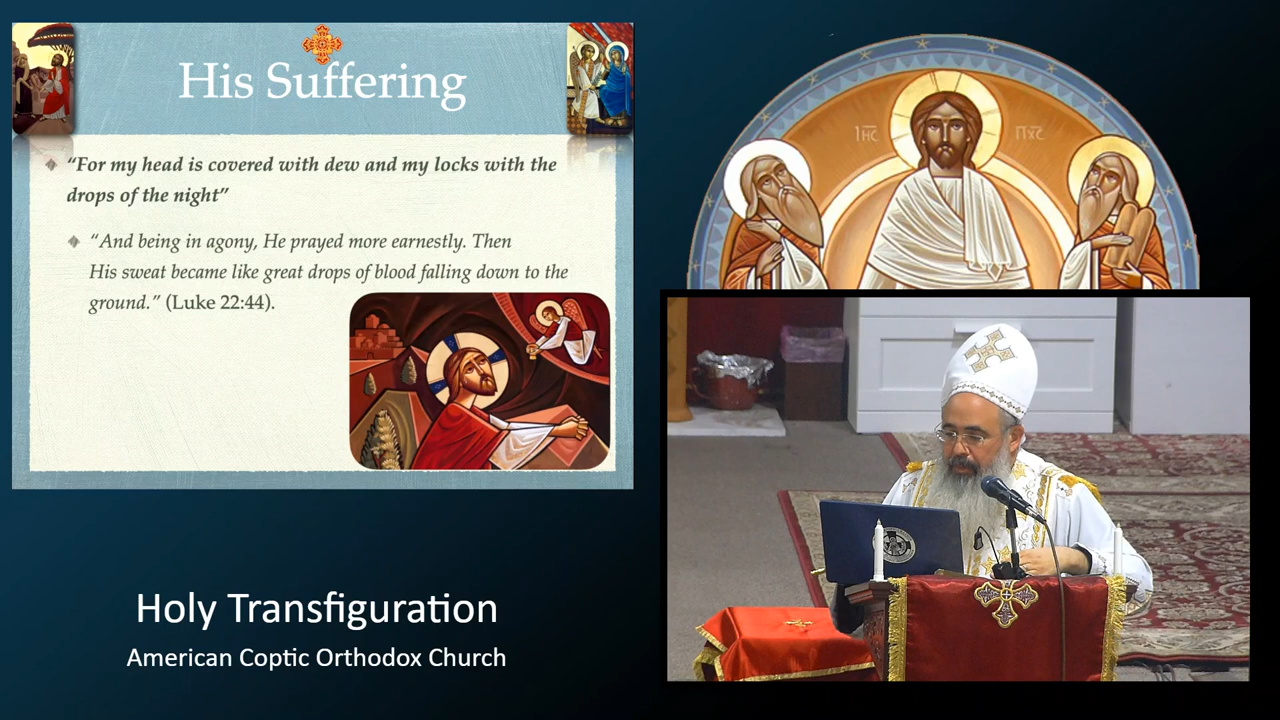 His Suffering
“For my head is covered with dew and my locks with the
drops of the night”
“And being in agony, He prayed more earnestly. Then
His sweat became like great drops of blood falling down to the
ground.” (Luke 22:44).
Holy Transfiguration
American Coptic Orthodox Church